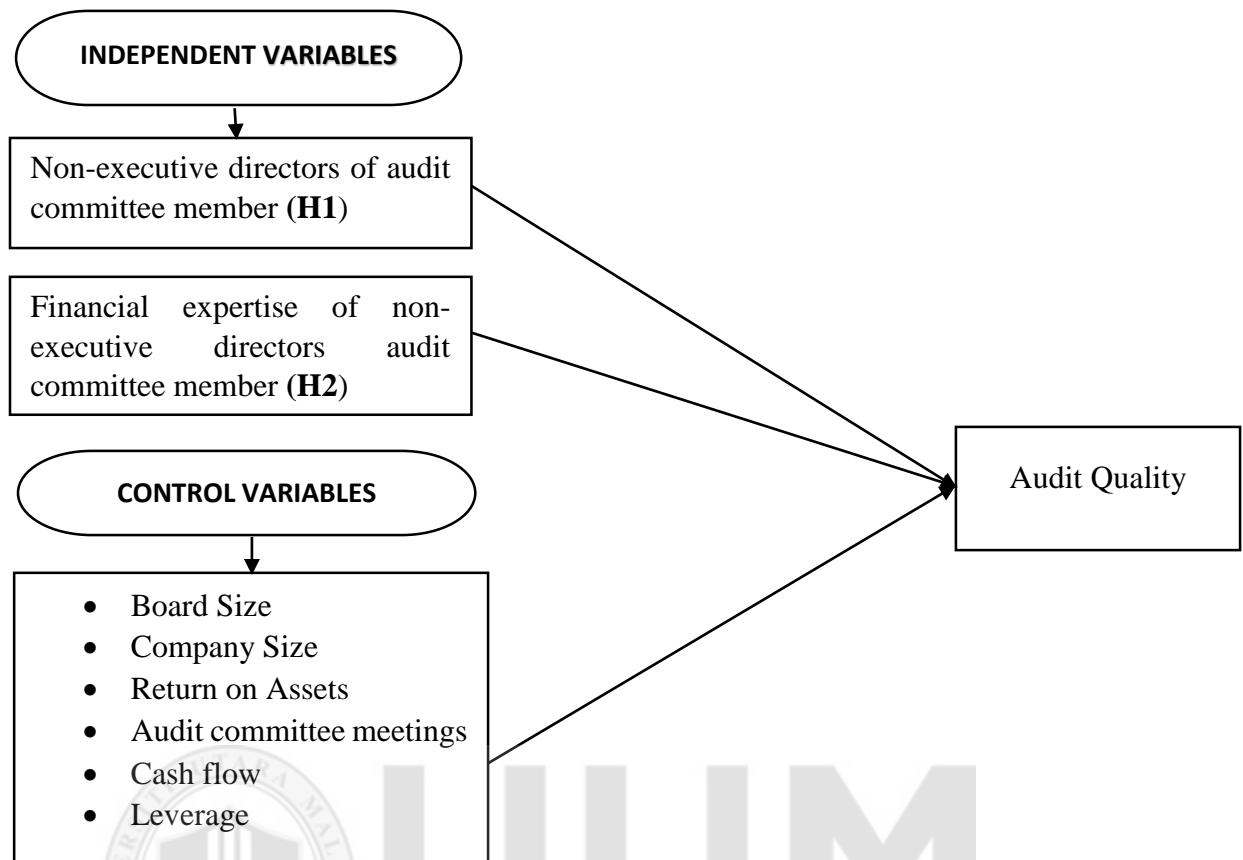 INDEPENDENT VARIABLES
Non-executive directors of audit
committee member (H1)
Financial expertise of non-
executive directors audit
committee member (H2)
CONTROL VARIABLES
• Board Size
• Company Size
• Return on Assets
• Audit committee meetings
• Cash flow
• Leverage
Audit Quality
UTARA